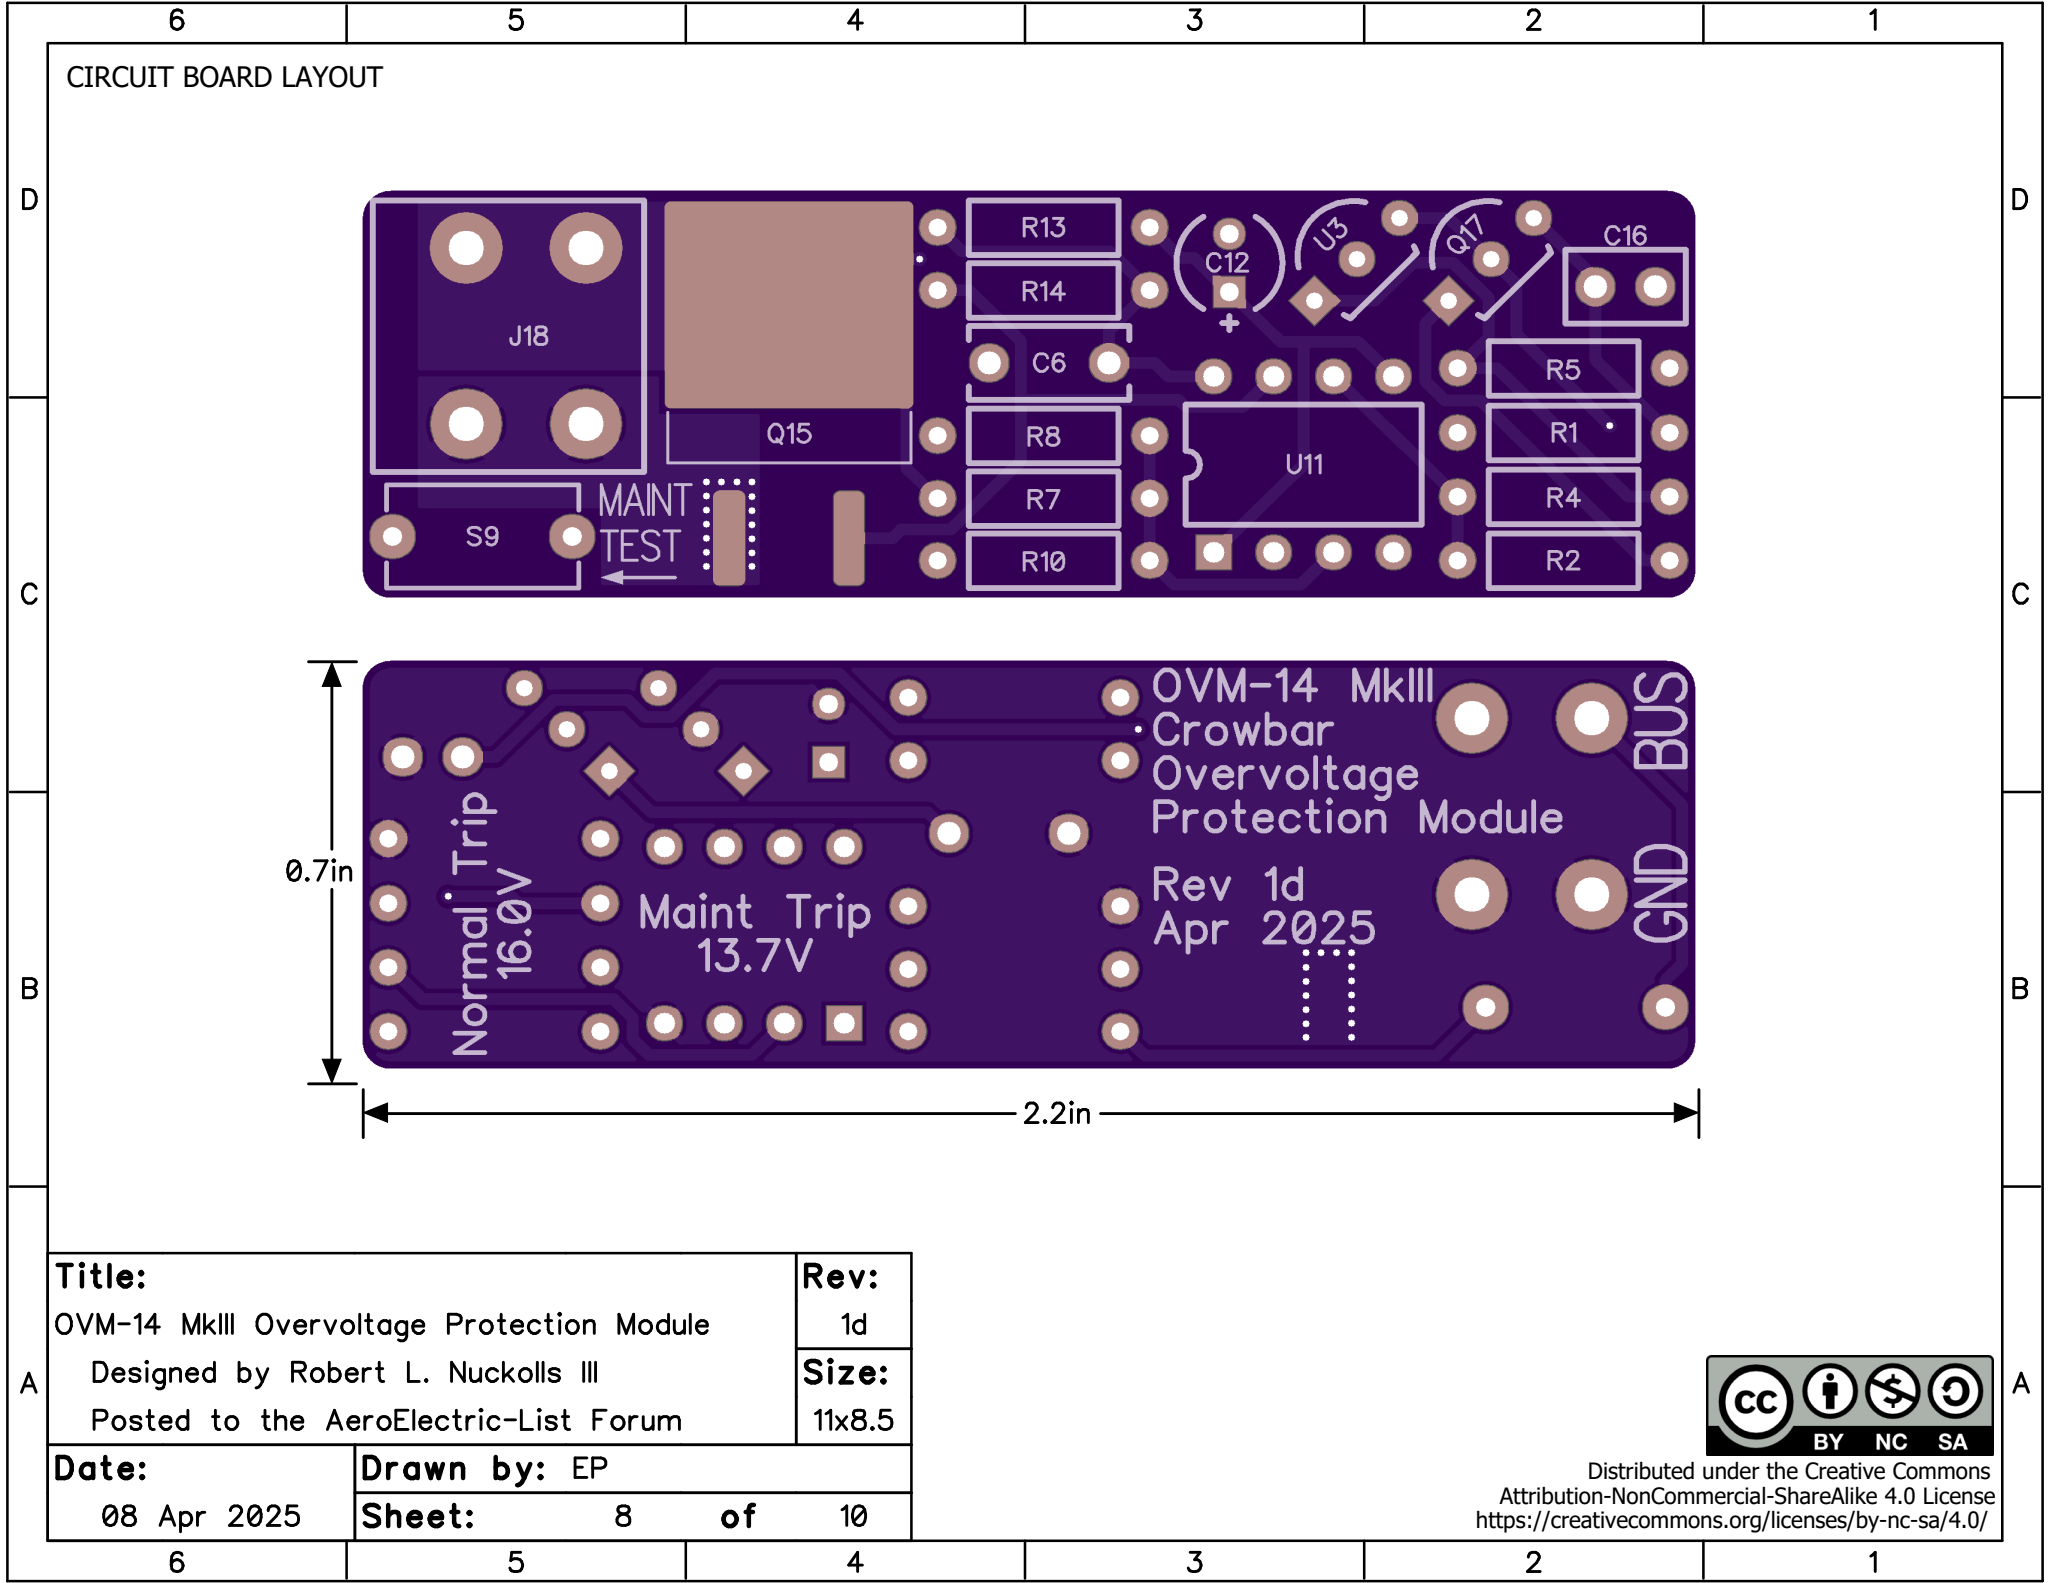 6 5 4 3 2 1
CIRCUIT BOARD LAYOUT
D D
R13 U3 Q17 C16
C12
R14
+
J18
C6 R5
Q15 R8 R1
U11
MAINT R7 R4
S9 TEST
R10 R2
C C
OVM-14 MkIII
Crowbar
Overvoltage
Protection Module
BUS
GND
0.7in
Normal Trip
16.0V
Maint Trip
13.7V
Rev 1d
Apr 2025
B B
2.2in
Title:
OVM-14 MkIII Overvoltage Protection Module
Designed by Robert L. Nuckolls III
Posted to the AeroElectric-List Forum
Rev:
1d
Size:
11x8.5
Date:
08 Apr 2025
Drawn by: EP
Sheet: 8 of 10
A A
cc
BY NC SA
Distributed under the Creative Commons
Attribution-NonCommercial-ShareAlike 4.0 License
https://creativecommons.org/licenses/by-nc-sa/4.0/
6 5 4 3 2 1